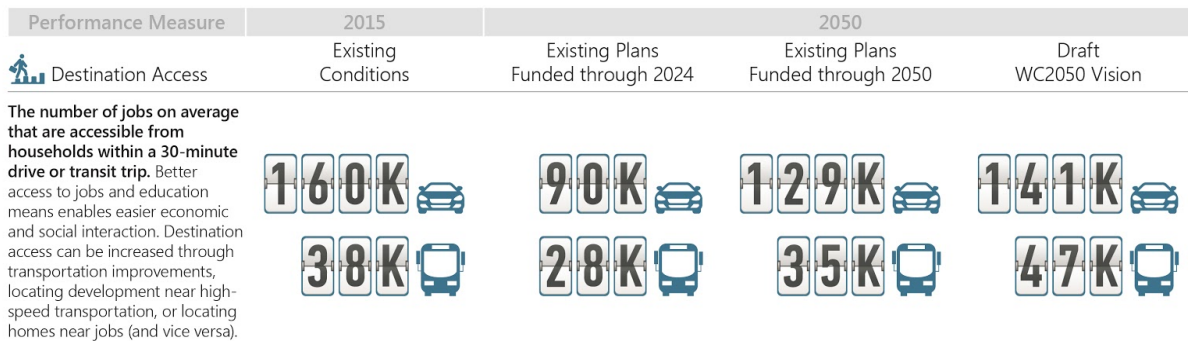 Performance Measure 2015 2050
Destination Access
Existing
Conditions
Existing Plans
Funded through 2024
Existing Plans
Funded through 2050
Draft
WC2050 Vision
The number of jobs on average
that are accessible from
households within a 30-minute
drive or transit trip. Better
access to jobs and education
means enables easier economic
and social interaction. Destination
access can be increased through
transportation improvements,
locating development near high-
speed transportation, or locating
homes near jobs (and vice versa).
160K 90K 129K 141K
38K 28K 35K 47K